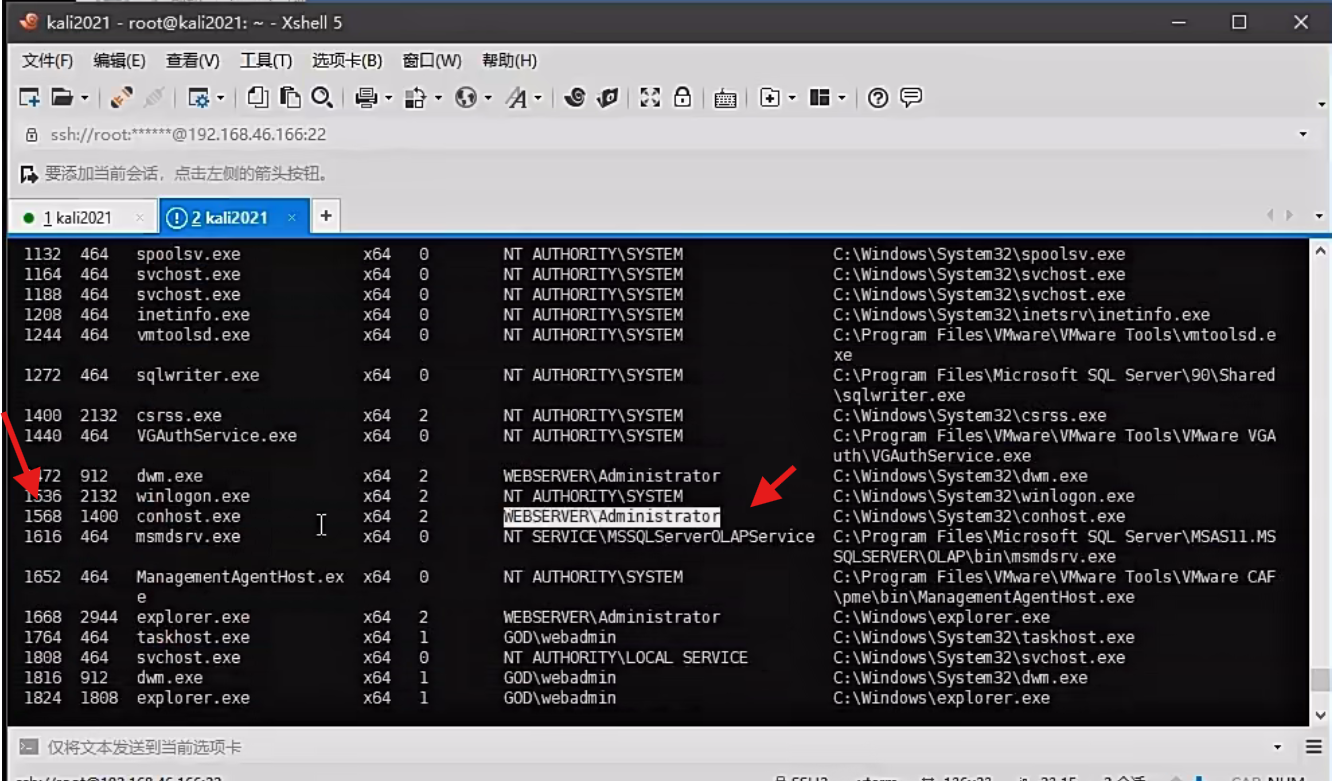 kali2021 - root@kali2021: ~ - Xshell 5
文件(F) 编辑(E) 查看(V) 工具(T) 选项卡(B) 窗口(W) 帮助(H)
ssh://root:******@192.168.46.166:22
要添加当前会话，点击左侧的箭头按钮。
1 kali2021 × 2 kali2021 × +
1132 464 spoolsv.exe x64 0 NT AUTHORITY\SYSTEM C:\Windows\System32\spoolsv.exe
1164 464 svchost.exe x64 0 NT AUTHORITY\SYSTEM C:\Windows\System32\svchost.exe
1188 464 svchost.exe x64 0 NT AUTHORITY\SYSTEM C:\Windows\System32\svchost.exe
1208 464 inetinfo.exe x64 0 NT AUTHORITY\SYSTEM C:\Windows\System32\inetsrv\inetinfo.exe
1244 464 vmtoolsd.exe x64 0 NT AUTHORITY\SYSTEM C:\Program Files\VMware\VMware Tools\vmtoolsd.e
xe
1272 464 sqlwriter.exe x64 0 NT AUTHORITY\SYSTEM C:\Program Files\Microsoft SQL Server\90\Shared
\sqlwriter.exe
1400 2132 csrss.exe x64 2 NT AUTHORITY\SYSTEM C:\Windows\System32\csrss.exe
1440 464 VGAuthService.exe x64 0 NT AUTHORITY\SYSTEM C:\Program Files\VMware\VMware Tools\VMware VGA
uth\VGAuthService.exe
912 dwm.exe x64 2 WEBSERVER\Administrator C:\Windows\System32\dwm.exe
1536 2132 winlogon.exe x64 2 NT AUTHORITY\SYSTEM C:\Windows\System32\winlogon.exe
1568 1400 conhost.exe x64 2 WEBSERVER\Administrator C:\Windows\System32\conhost.exe
1616 464 msmdsrv.exe x64 0 NT SERVICE\MSSQLServerOLAPService C:\Program Files\Microsoft SQL Server\MSAS11.MS
SQLSERVER\OLAP\bin\msmdsrv.exe
1652 464 ManagementAgentHost.ex x64 0 NT AUTHORITY\SYSTEM C:\Program Files\VMware\VMware Tools\VMware CAF
e \pme\bin\ManagementAgentHost.exe
1668 2944 explorer.exe x64 2 WEBSERVER\Administrator C:\Windows\explorer.exe
1764 464 taskhost.exe x64 1 GOD\webadmin C:\Windows\System32\taskhost.exe
1808 464 svchost.exe x64 0 NT AUTHORITY\LOCAL SERVICE C:\Windows\System32\svchost.exe
1816 912 dwm.exe x64 1 GOD\webadmin C:\Windows\System32\dwm.exe
1824 1808 explorer.exe x64 1 GOD\webadmin C:\Windows\explorer.exe
仅将文本发送到当前选项卡